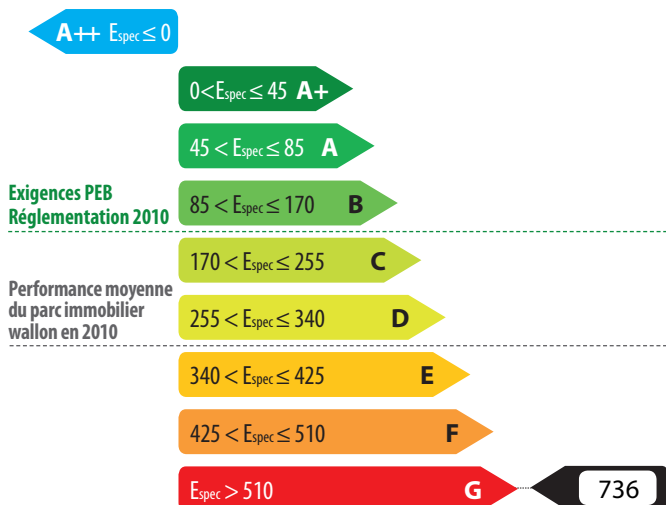 A++ Espec ≤ 0
0<Espec ≤ 45 A+
45 < Espec ≤ 85 A
Exigences PEB
Réglementation 2010
85 < Espec ≤ 170 B
170 < Espec ≤ 255 C
Performance moyenne
du parc immobilier
wallon en 2010
255 < Espec ≤ 340 D
340 < Espec ≤ 425 E
425 < Espec ≤ 510 F
Espec > 510 G
736